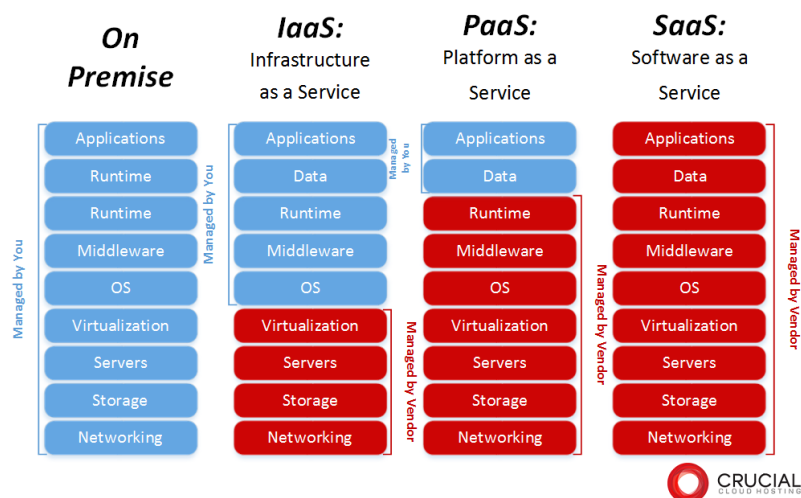 On
Premise
Managed by You
Applications
Runtime
Runtime
Middleware
OS
Virtualization
Servers
Storage
Networking
IaaS:
Infrastructure
as a Service
Managed by You
Applications
Data
Runtime
Middleware
OS
Virtualization
Servers
Storage
Networking
Managed by Vendor
PaaS:
Platform as a
Service
Managed
by You
Applications
Data
Runtime
Middleware
OS
Virtualization
Servers
Storage
Networking
Managed by Vendor
SaaS:
Software as a
Service
Applications
Data
Runtime
Middleware
OS
Virtualization
Servers
Storage
Networking
Managed by Vendor
CRUCIAL
CLOUD HOSTING